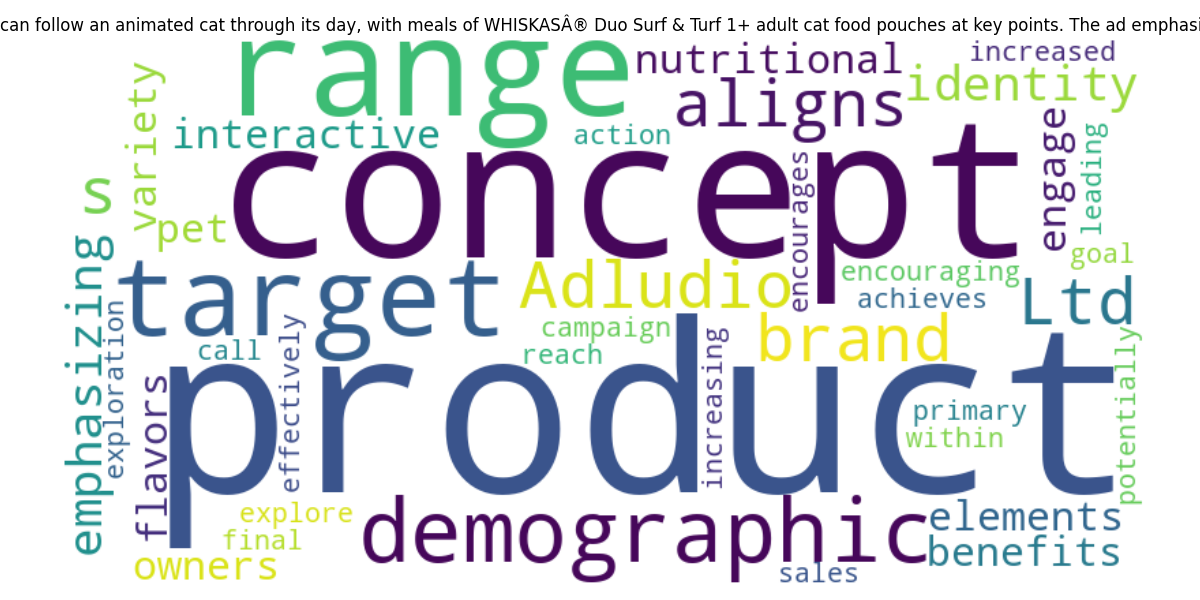 can follow an animated cat through its day, with meals of WHISKASÂ® Duo Surf & Turf 1+ adult cat food pouches at key points. The ad emphasi
range
nutritional
increased
variety
interactive
action
aligns
identity
s
pet
concept
encourages
engage
leading
goal
emphasizing
target
Adludio
encouraging
achieves
Ltd
exploration
call
effectively
campaign
reach
brand
increasing
potentially
flavors
product
primary
within
explore
final
owners
demographic
sales
elements
benefits